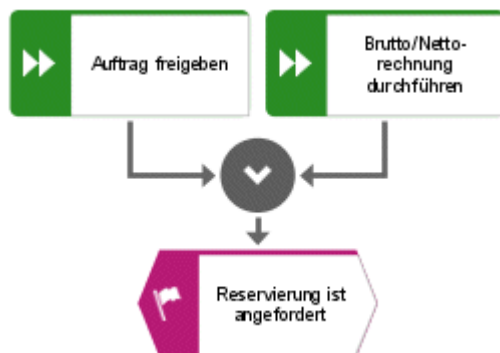 Auftrag freigeben
Brutto/Netto-
rechnung
durchführen
Reservierung ist
angefordert